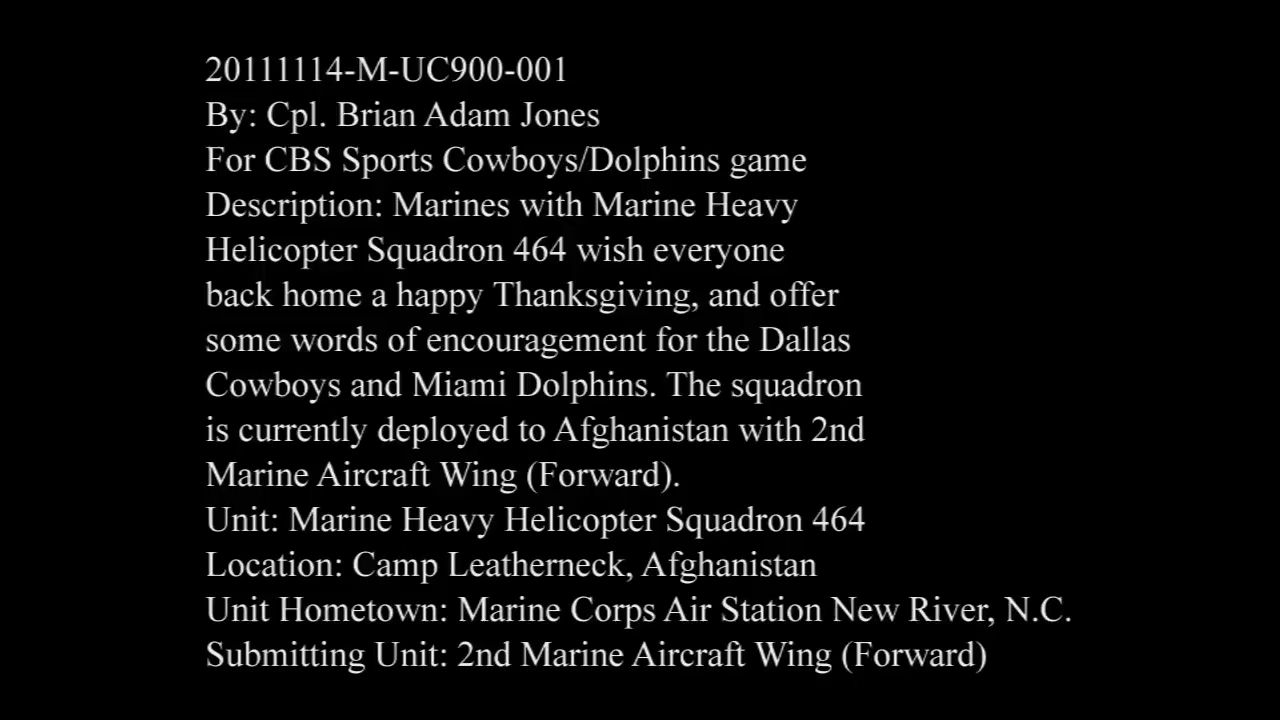 20111114-M-UC900-001
By: Cpl. Brian Adam Jones
For CBS Sports Cowboys/Dolphins game
Description: Marines with Marine Heavy
Helicopter Squadron 464 wish everyone
back home a happy Thanksgiving, and offer
some words of encouragement for the Dallas
Cowboys and Miami Dolphins. The squadron
is currently deployed to Afghanistan with 2nd
Marine Aircraft Wing (Forward).
Unit: Marine Heavy Helicopter Squadron 464
Location: Camp Leatherneck, Afghanistan
Unit Hometown: Marine Corps Air Station New River, N.C.
Submitting Unit: 2nd Marine Aircraft Wing (Forward)